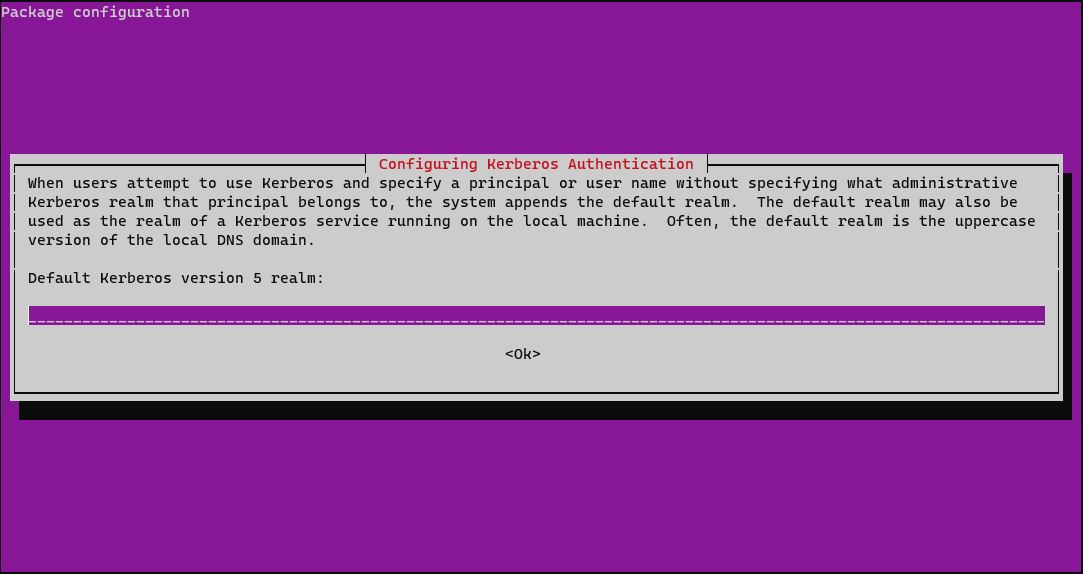 Package configuration
Configuring Kerberos Authentication
When users attempt to use Kerberos and specify a principal or user name without specifying what administrative
Kerberos realm that principal belongs to, the system appends the default realm.  The default realm may also be
used as the realm of a Kerberos service running on the local machine.  Often, the default realm is the uppercase
version of the local DNS domain.
Default Kerberos version 5 realm:
<Ok>